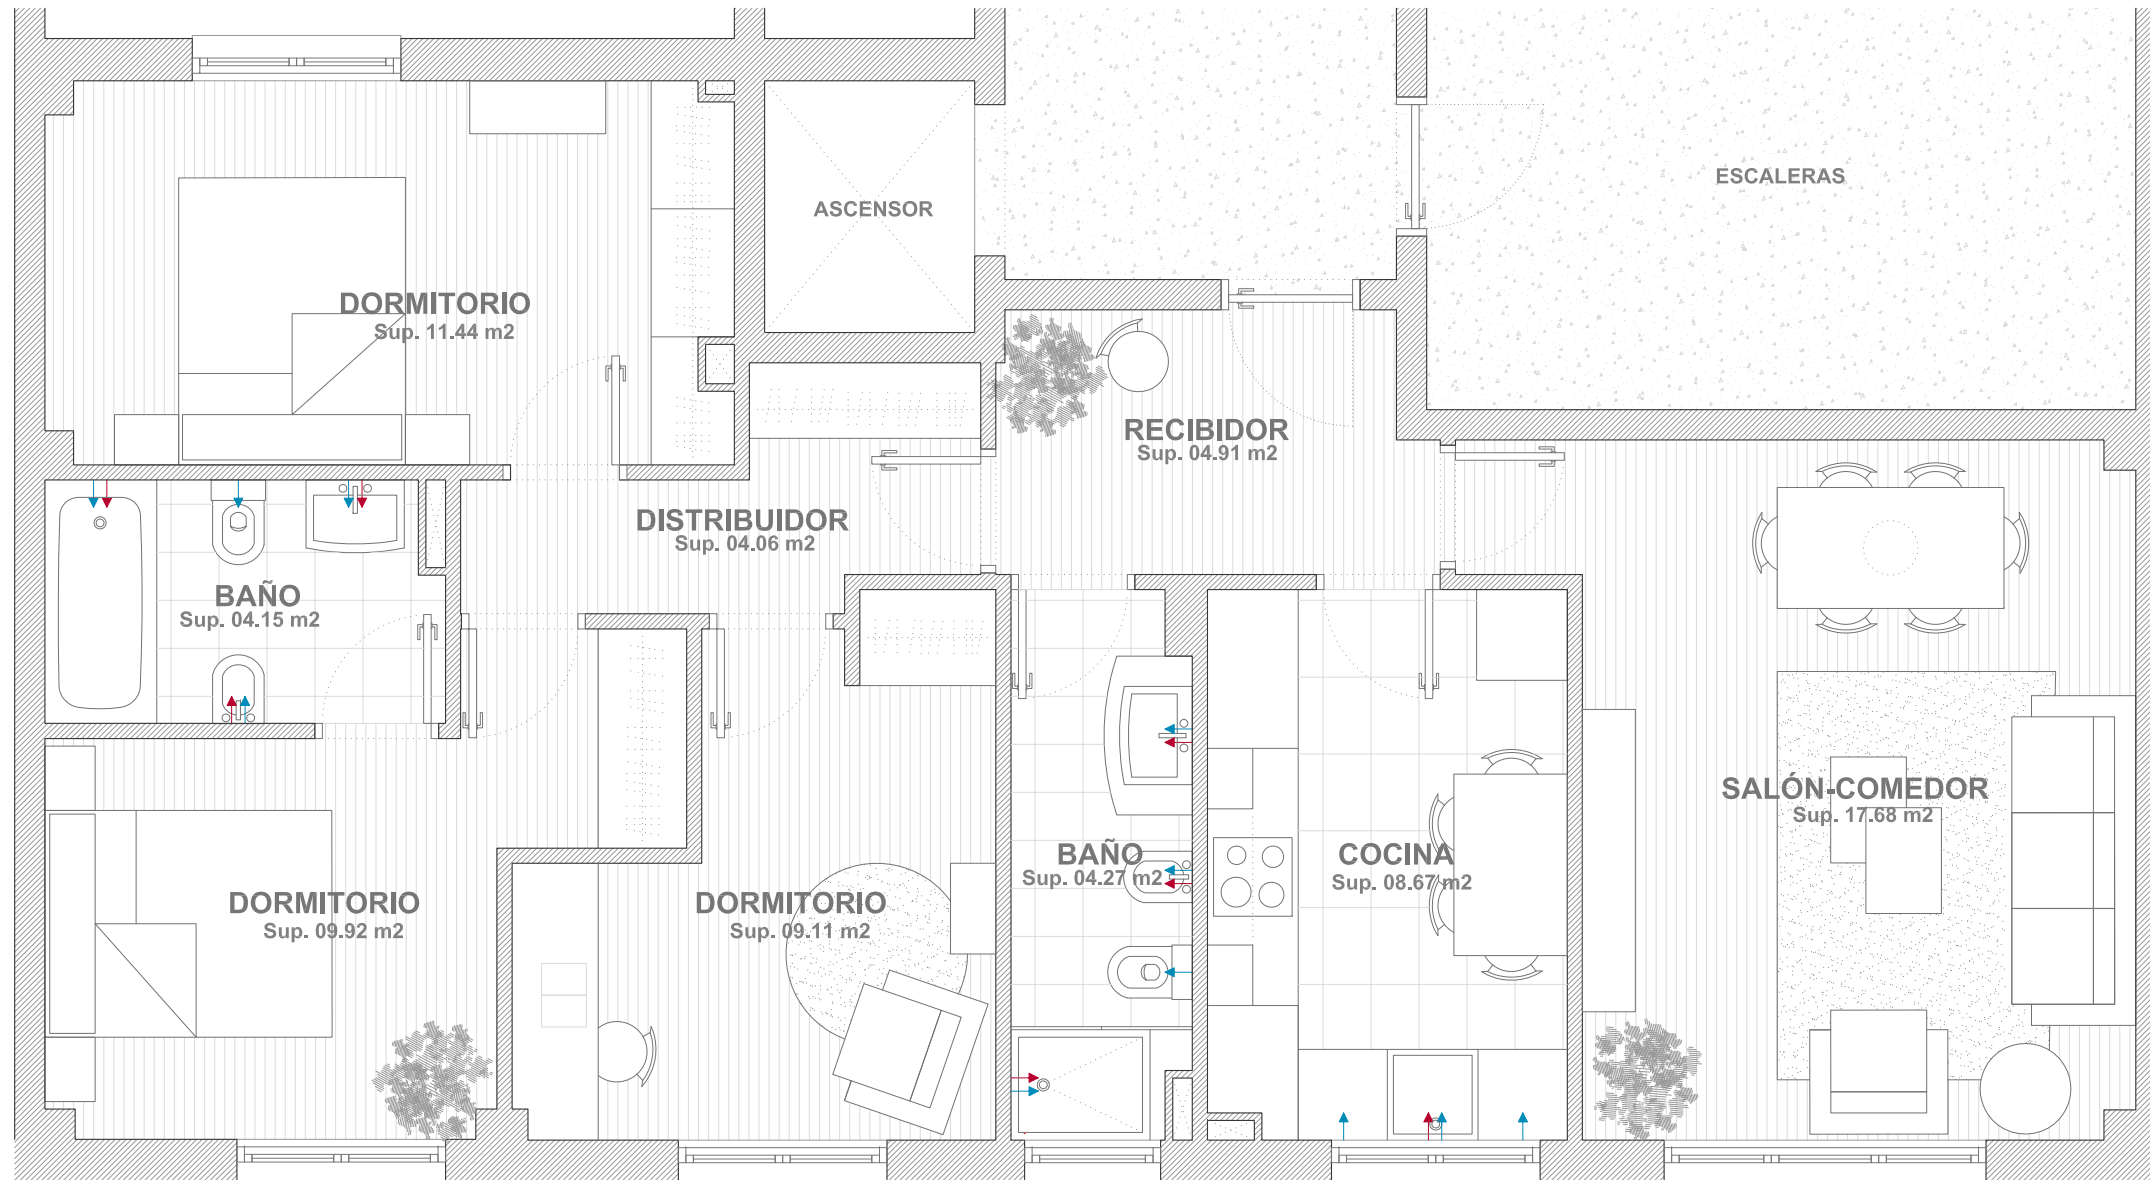 ESCALERAS
ASCENSOR
DORMITORIO
Sup. 11.44 m2
RECIBIDOR
Sup. 04.91 m2
DISTRIBUIDOR
Sup. 04.06 m2
BAÑO
Sup. 04.15 m2
SALÓN-COMEDOR
Sup. 17.68 m2
BAÑO
Sup. 04.27 m2
COCINA
Sup. 08.67 m2
DORMITORIO
Sup. 09.92 m2
DORMITORIO
Sup. 09.11 m2